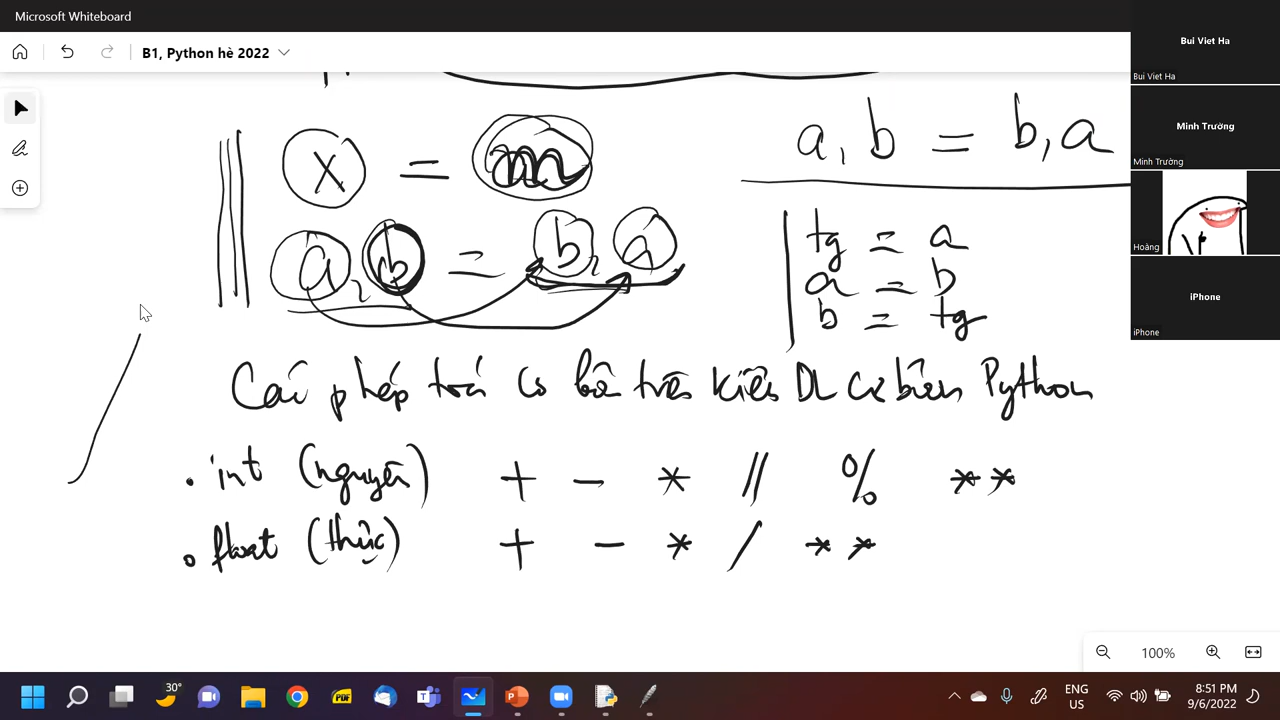 Microsoft Whiteboard
B1, Python hè 2022
Bui Viet Ha
Bui Viet Ha
Minh Trường
Minh Trường
Hoàng
iPhone
iPhone
x =
a, b = b, a
a, b = b, a
tg = a
a = b
b = tg
Các phép toán cơ bản trên kiểu DL cơ bản Python
• int (nguyên) + - * // % **
• float (thực) + - * / **
100%
30°
PDF
ENG
US
8:51 PM
9/6/2022